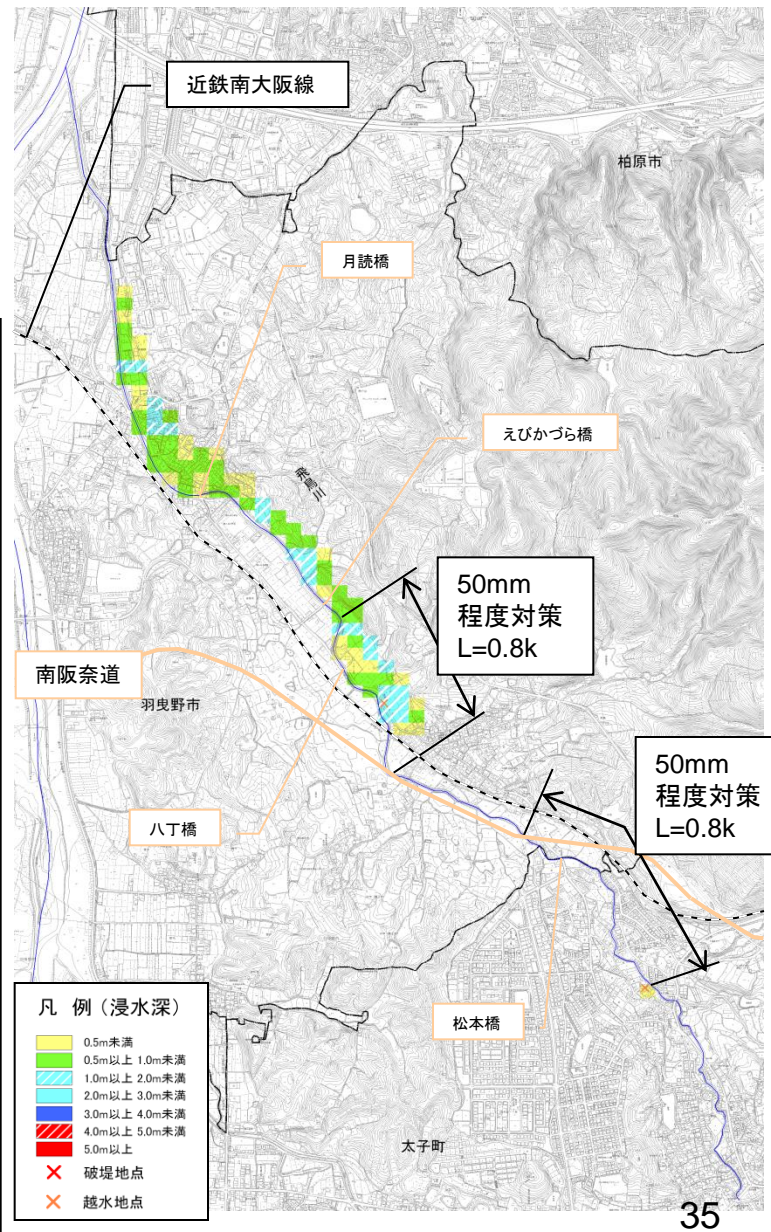 近鉄南大阪線
柏原市
月読橋
えびかづら橋
飛鳥川
50mm
程度対策
L=0.8k
南阪奈道
羽曳野市
50mm
程度対策
L=0.8k
八丁橋
松本橋
凡 例（浸水深）
0.5m未満
0.5m以上 1.0m未満
1.0m以上 2.0m未満
2.0m以上 3.0m未満
3.0m以上 4.0m未満
4.0m以上 5.0m未満
5.0m以上
破堤地点
越水地点
太子町
35